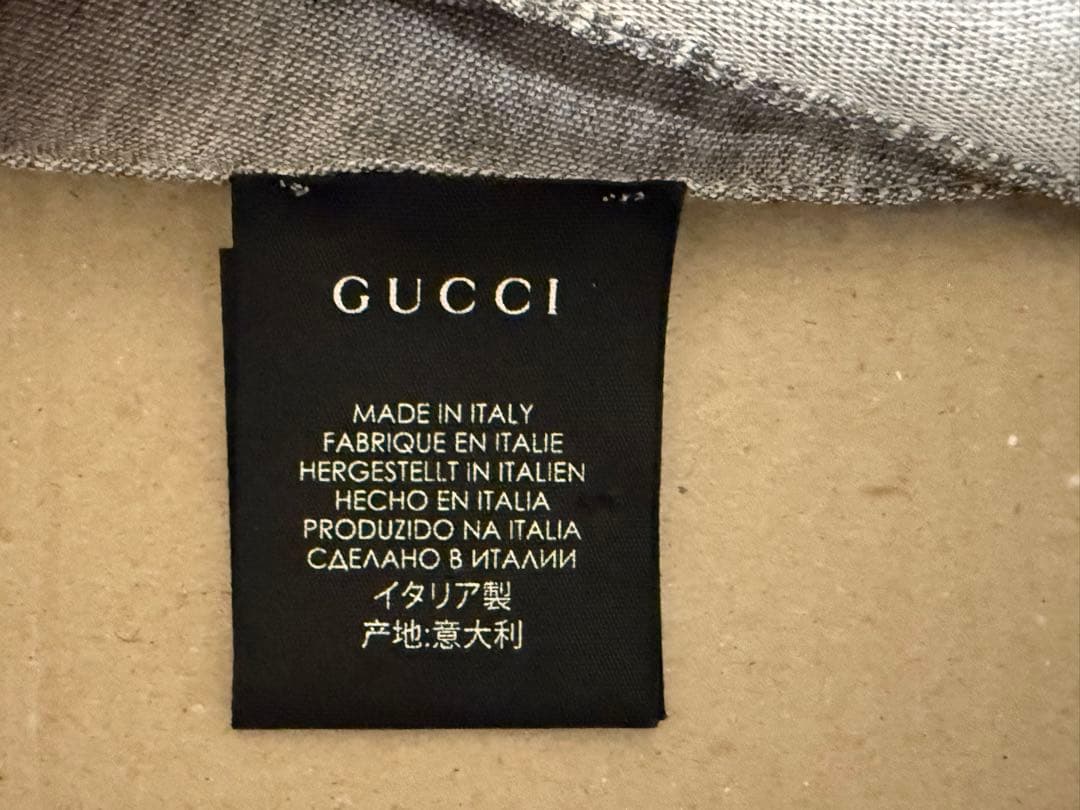 GUCCI
MADE IN ITALY
FABRIQUE EN ITALIE
HERGESTELLT IN ITALIEN
HECHO EN ITALIA
PRODUZIDO NA ITALIA
СДЕЛАНО В ИТАЛИИ
イタリア製
产地:意大利